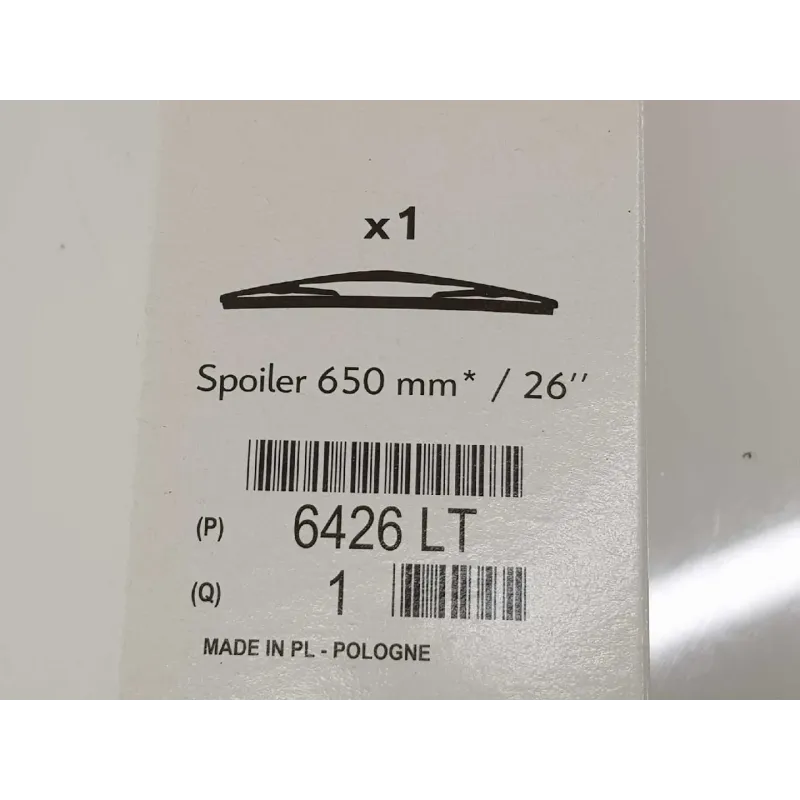 x1
Spoiler 650 mm* / 26''
(P) 6426 LT
(Q) 1
MADE IN PL - POLOGNE